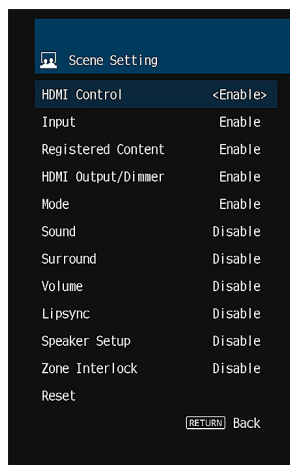 Scene Setting
HDMI Control <Enable>
Input Enable
Registered Content Enable
HDMI Output/Dimmer Enable
Mode Enable
Sound Disable
Surround Disable
Volume Disable
Lipsync Disable
Speaker Setup Disable
Zone Interlock Disable
Reset
RETURN Back